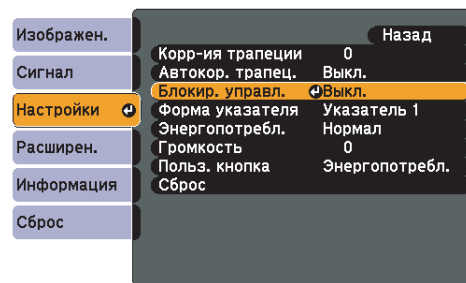 Изображен.
Сигнал
Настройки
Расширен.
Информация
Сброс
Назад
Корр-ия трапеции 0
Автокор. трапец. Выкл.
Блокир. управл. Выкл.
Форма указателя Указатель 1
Энергопотребл. Нормал
Громкость 0
Польз. кнопка Энергопотребл.
Сброс